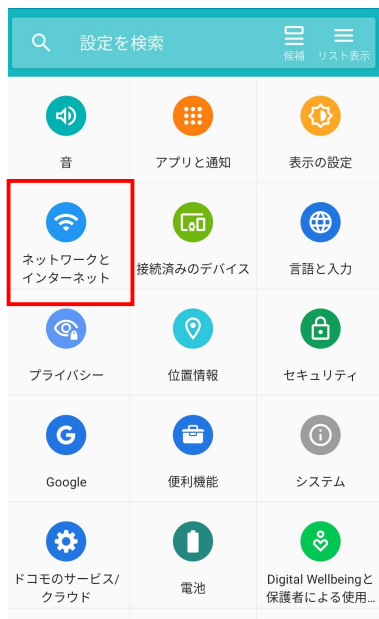 設定を検索
候補 リスト表示
音 アプリと通知 表示の設定
ネットワークと
インターネット
接続済みのデバイス 言語と入力
プライバシー 位置情報 セキュリティ
G
Google 便利機能 システム
ドコモのサービス/
クラウド
電池
Digital Wellbeingと
保護者による使用...